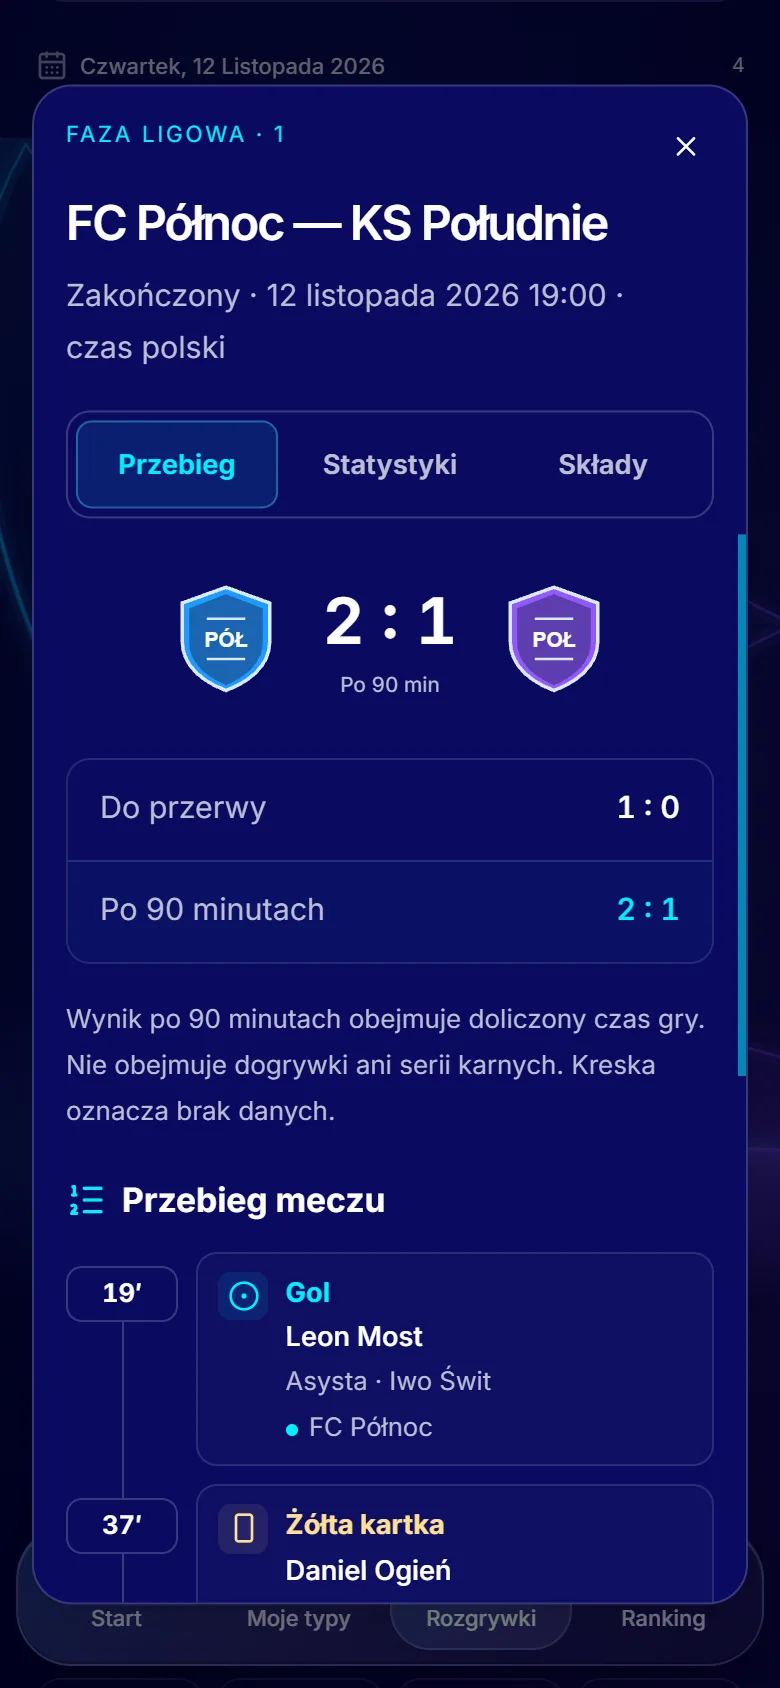 Czwartek, 12 Listopada 2026
4
FAZA LIGOWA · 1
FC Północ — KS Południe
Zakończony · 12 listopada 2026 19:00 ·
czas polski
Przebieg
Statystyki
Składy
PÓŁ
2 : 1
POŁ
Po 90 min
Do przerwy
1 : 0
Po 90 minutach
2 : 1
Wynik po 90 minutach obejmuje doliczony czas gry.
Nie obejmuje dogrywki ani serii karnych. Kreska
oznacza brak danych.
Przebieg meczu
19′
Gol
Leon Most
Asysta · Iwo Świt
FC Północ
37′
Żółta kartka
Daniel Ogień
Start
Moje typy
Rozgrywki
Ranking